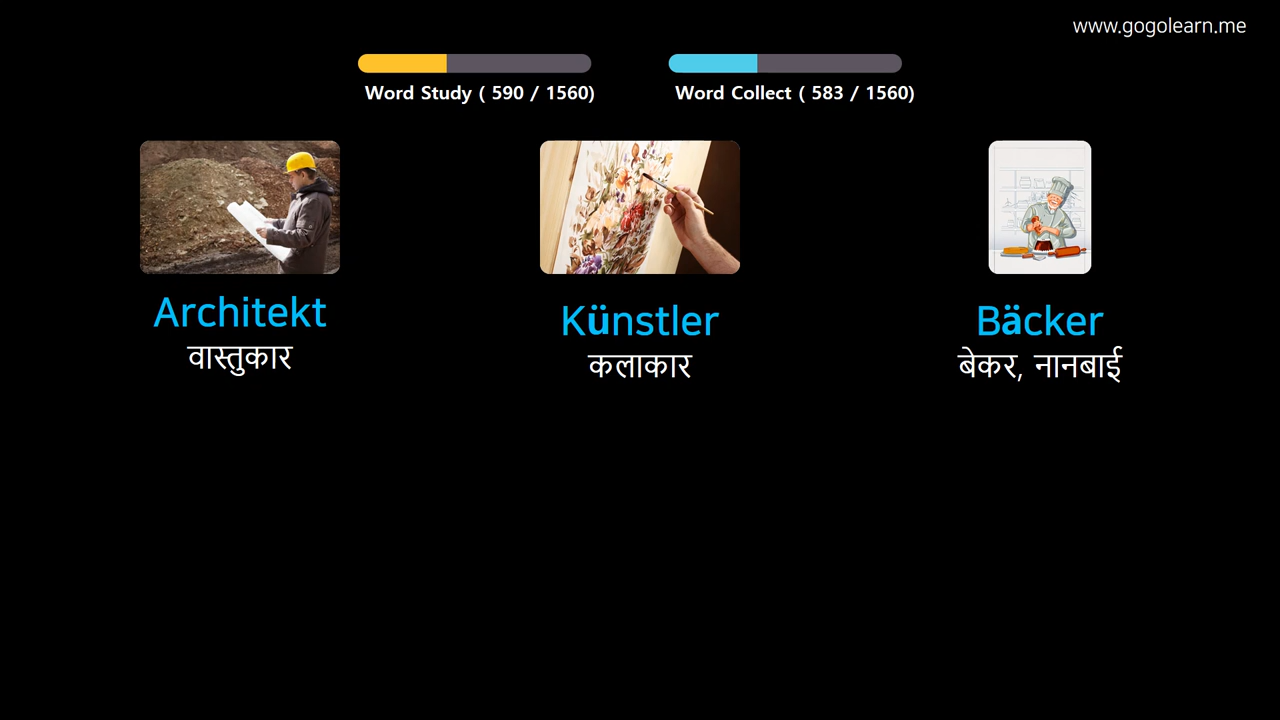 www.gogolearn.me
Word Study ( 590 / 1560)
Word Collect ( 583 / 1560)
Architekt
वास्तुकार
Künstler
कलाकार
Bäcker
बेकर, नानबाई